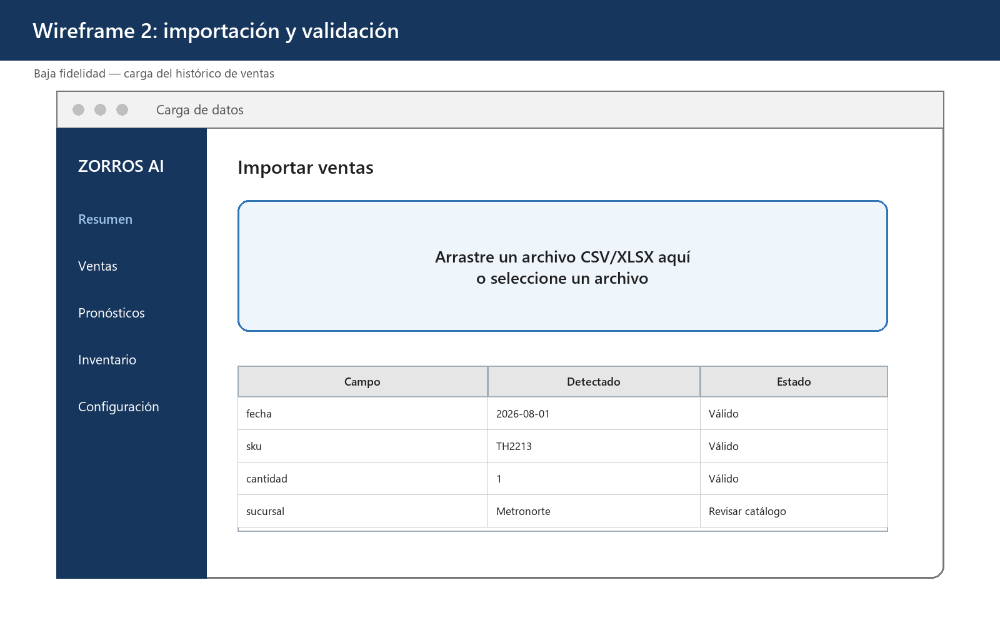 Wireframe 2: importación y validación
Baja fidelidad — carga del histórico de ventas
Carga de datos
ZORROS AI
Resumen
Ventas
Pronósticos
Inventario
Configuración
Importar ventas
Arrastre un archivo CSV/XLSX aquí
o seleccione un archivo
Campo Detectado Estado
fecha 2026-08-01 Válido
sku TH2213 Válido
cantidad 1 Válido
sucursal Metronorte Revisar catálogo